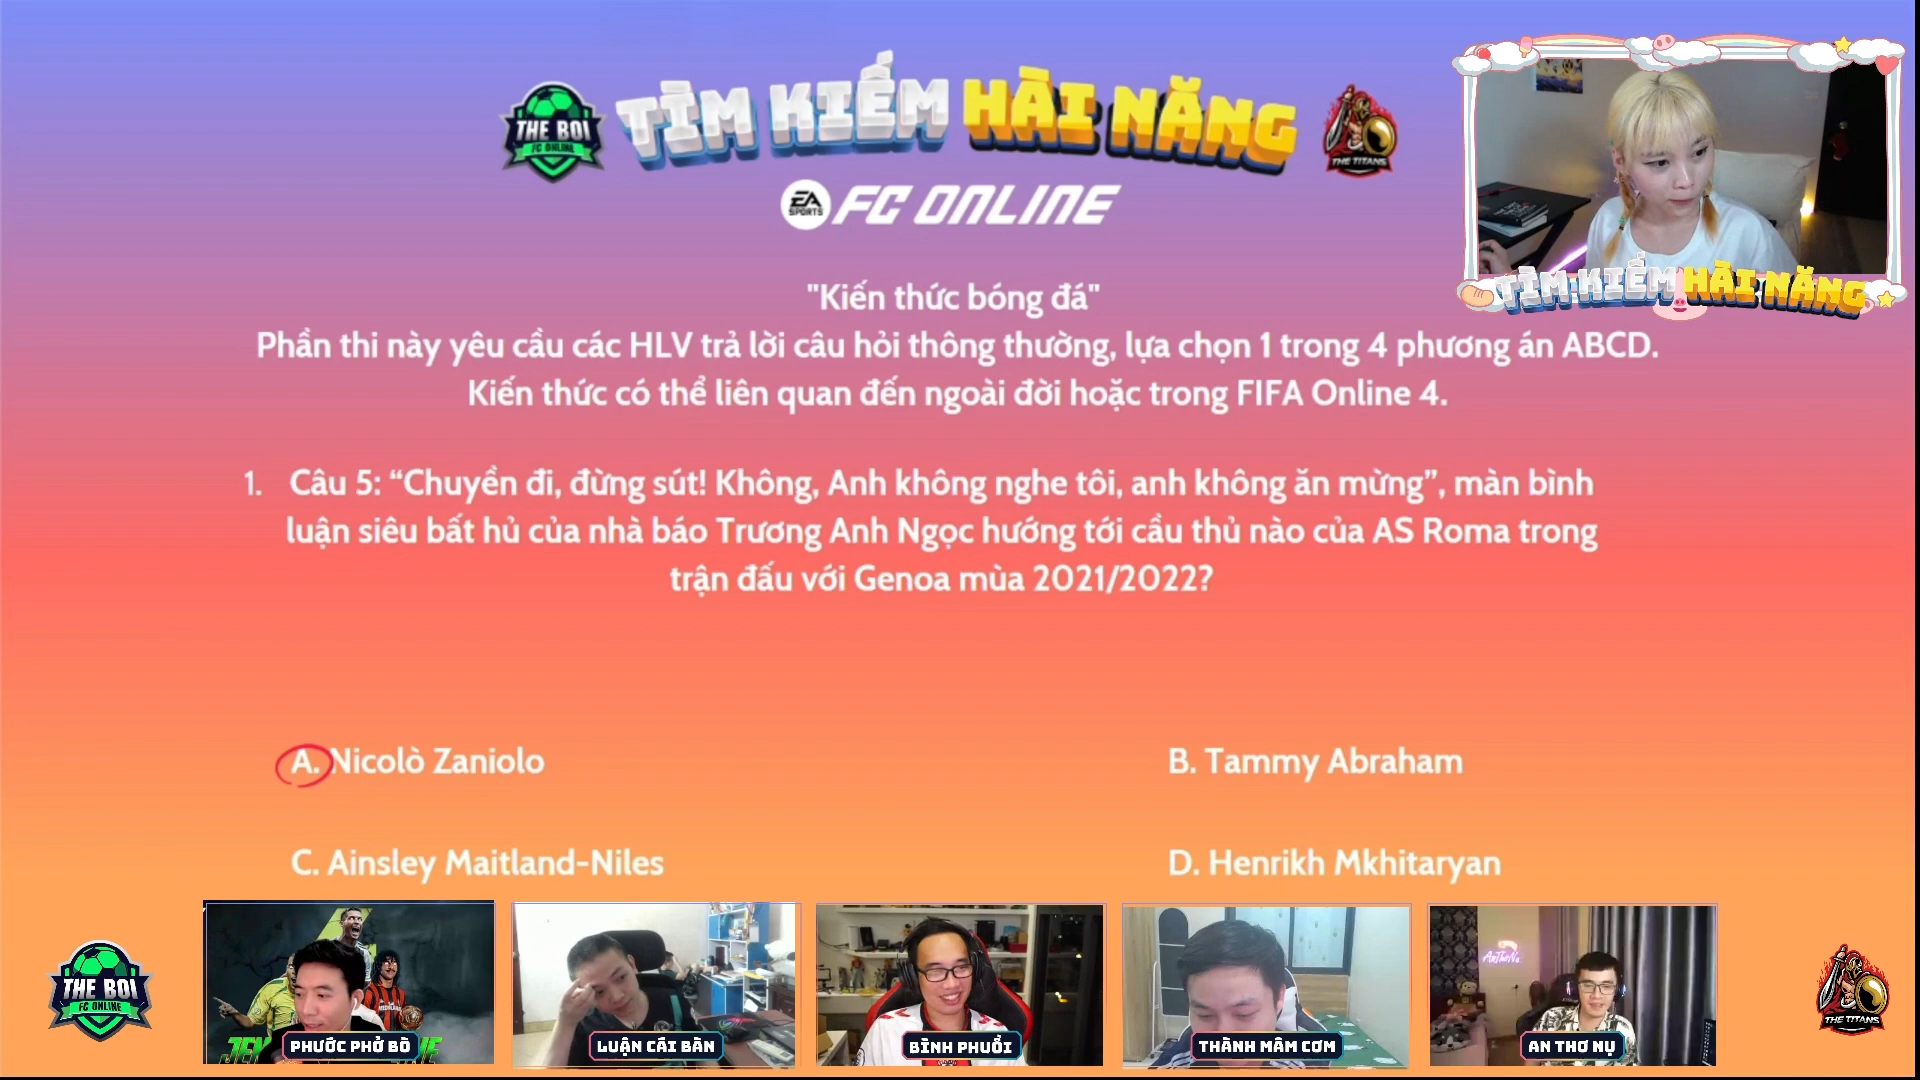 THE BOI
FC ONLINE
TÌM KIẾM HÀI NĂNG
THE TITANS
EA SPORTS FC ONLINE
TÌM KIẾM HÀI NĂNG
"Kiến thức bóng đá"
Phần thi này yêu cầu các HLV trả lời câu hỏi thông thường, lựa chọn 1 trong 4 phương án ABCD.
Kiến thức có thể liên quan đến ngoài đời hoặc trong FIFA Online 4.
1. Câu 5: “Chuyền đi, đừng sút! Không, Anh không nghe tôi, anh không ăn mừng”, màn bình
luận siêu bất hủ của nhà báo Trương Anh Ngọc hướng tới cầu thủ nào của AS Roma trong
trận đấu với Genoa mùa 2021/2022?
A. Nicolò Zaniolo
B. Tammy Abraham
C. Ainsley Maitland-Niles
D. Henrikh Mkhitaryan
THE BOI
FC ONLINE
PHƯỚC PHỞ BÒ
LUẬN CÁI BÀN
BÌNH PHUỔI
THÀNH MÂM CƠM
AN THƠ NỤ
THE TITANS